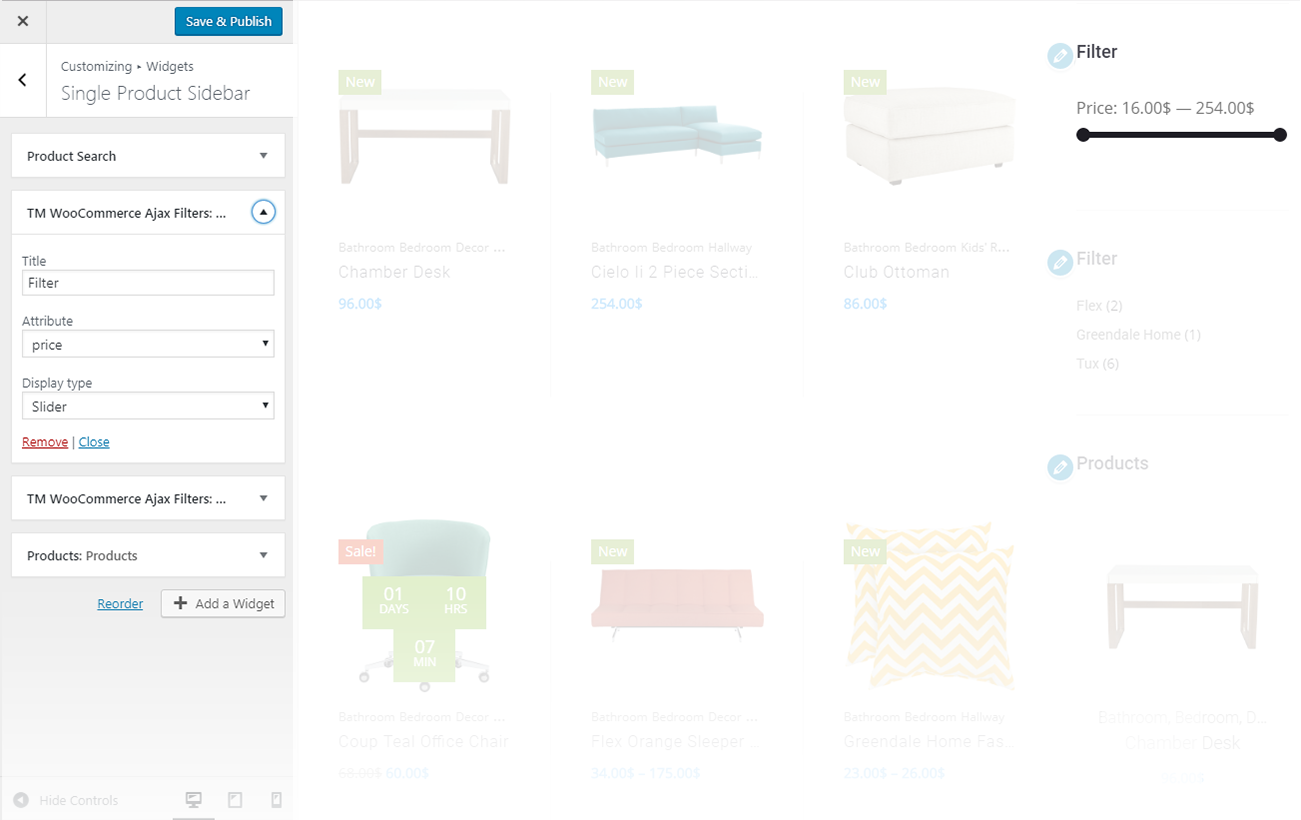 Save & Publish
Customizing ▸ Widgets
Single Product Sidebar
Product Search
TM WooCommerce Ajax Filters: ...
Title
Filter
Attribute
price
Display type
Slider
Remove | Close
TM WooCommerce Ajax Filters: ...
Products: Products
Reorder
Add a Widget
Hide Controls
New
Bathroom Bedroom Decor ...
Chamber Desk
96.00$
New
Bathroom Bedroom Hallway
Cielo Ii 2 Piece Secti...
254.00$
New
Bathroom Bedroom Kids' R...
Club Ottoman
86.00$
Sale!
01 10
DAYS HRS
07
MIN
Bathroom Bedroom Decor ...
Coup Teal Office Chair
68.00$ 60.00$
New
Bathroom Bedroom Decor ...
Flex Orange Sleeper ...
34.00$ – 175.00$
New
Bathroom Bedroom Hallway
Greendale Home Fas...
23.00$ – 26.00$
Filter
Price: 16.00$ — 254.00$
Filter
Flex (2)
Greendale Home (1)
Tux (6)
Products
Bathroom, Bedroom, D...
Chamber Desk